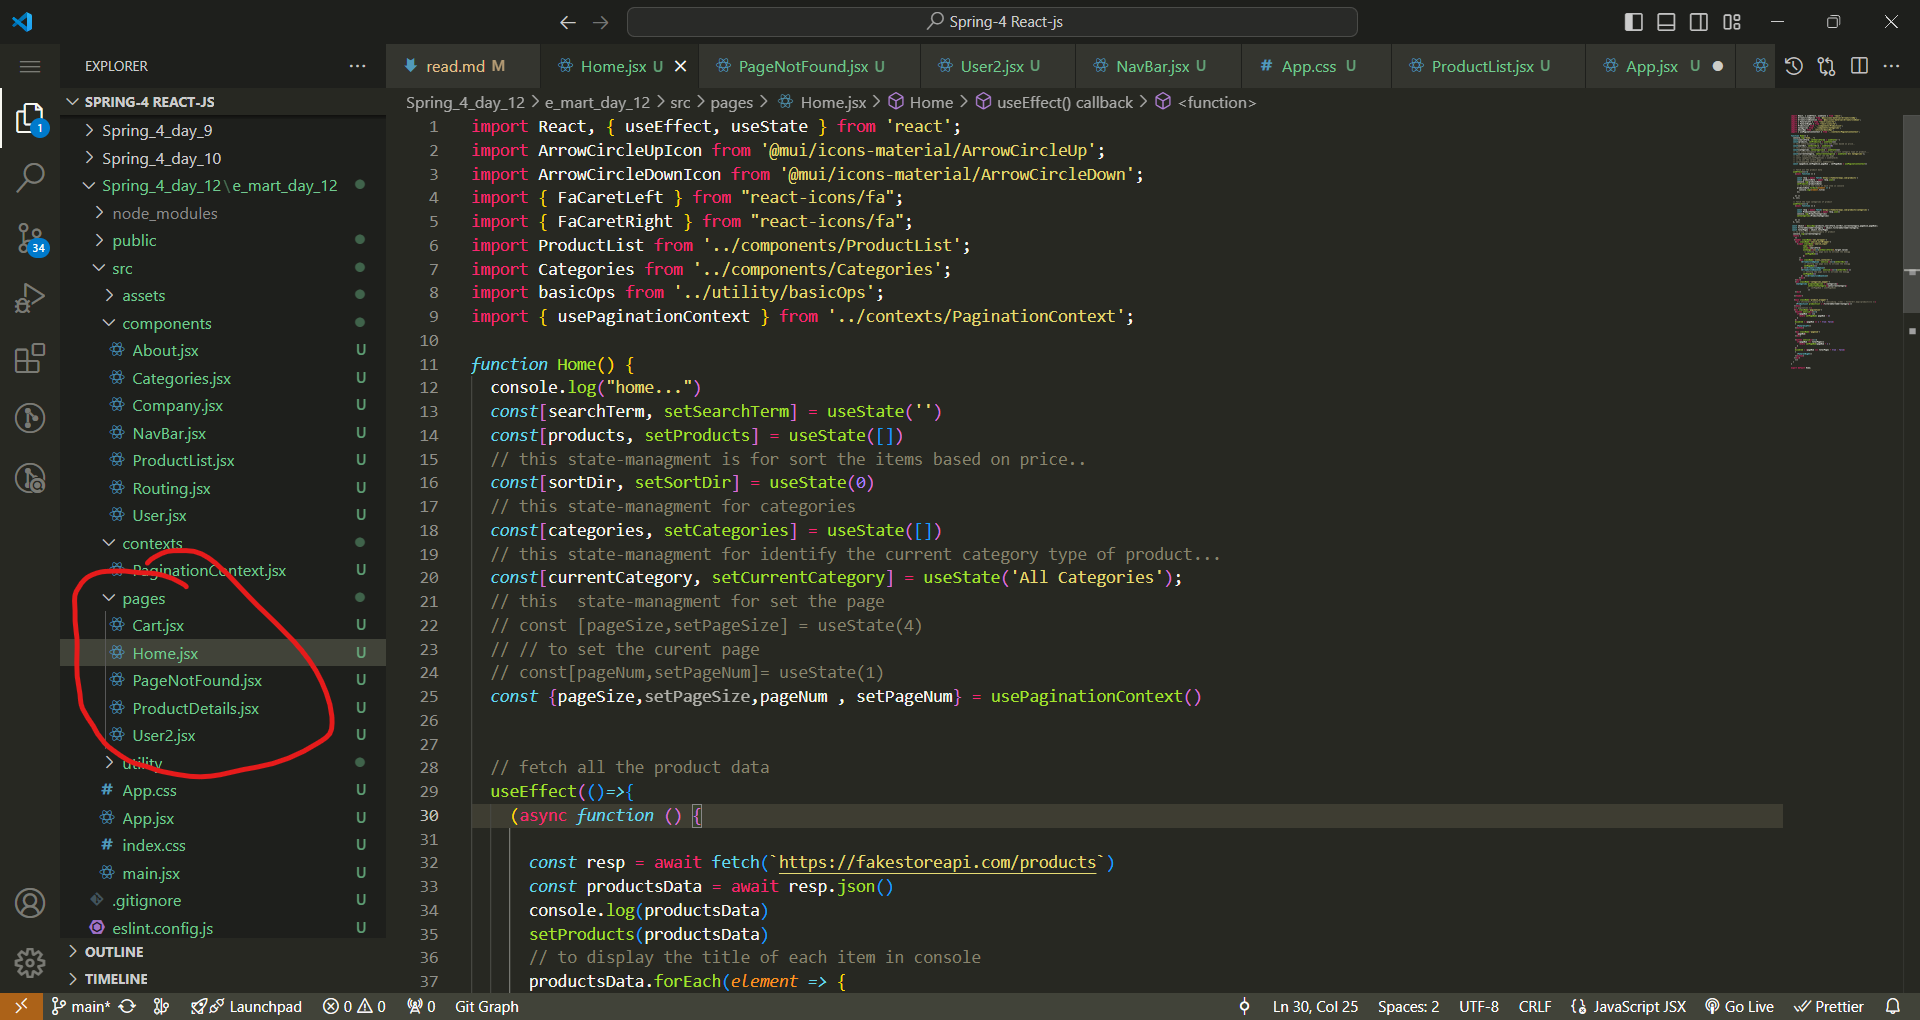 Spring-4 React-js
EXPLORER
read.md M
Home.jsx U
PageNotFound.jsx U
User2.jsx U
NavBar.jsx U
# App.css U
ProductList.jsx U
App.jsx U
SPRING-4 REACT-JS
Spring_4_day_9
Spring_4_day_10
Spring_4_day_12\e_mart_day_12
node_modules
public
src
assets
components
About.jsx U
Categories.jsx U
Company.jsx U
NavBar.jsx U
ProductList.jsx U
Routing.jsx U
User.jsx U
contexts
PaginationContext.jsx U
pages
Cart.jsx U
Home.jsx U
PageNotFound.jsx U
ProductDetails.jsx U
User2.jsx U
utility
# App.css U
App.jsx U
# index.css U
main.jsx U
.gitignore U
eslint.config.js U
OUTLINE
TIMELINE
1
34
Spring_4_day_12 > e_mart_day_12 > src > pages > Home.jsx > Home > useEffect() callback > <function>
1 import React, { useEffect, useState } from 'react';
2 import ArrowCircleUpIcon from '@mui/icons-material/ArrowCircleUp';
3 import ArrowCircleDownIcon from '@mui/icons-material/ArrowCircleDown';
4 import { FaCaretLeft } from "react-icons/fa";
5 import { FaCaretRight } from "react-icons/fa";
6 import ProductList from '../components/ProductList';
7 import Categories from '../components/Categories';
8 import basicOps from '../utility/basicOps';
9 import { usePaginationContext } from '../contexts/PaginationContext';
10
11 function Home() {
12 console.log("home...")
13 const[searchTerm, setSearchTerm] = useState('')
14 const[products, setProducts] = useState([])
15 // this state-managment is for sort the items based on price..
16 const[sortDir, setSortDir] = useState(0)
17 // this state-managment for categories
18 const[categories, setCategories] = useState([])
19 // this state-managment for identify the current category type of product...
20 const[currentCategory, setCurrentCategory] = useState('All Categories');
21 // this  state-managment for set the page
22 // const [pageSize,setPageSize] = useState(4)
23 // // to set the curent page
24 // const[pageNum,setPageNum]= useState(1)
25 const {pageSize,setPageSize,pageNum , setPageNum} = usePaginationContext()
26
27
28 // fetch all the product data
29 useEffect(()=>{
30 (async function () {
31
32 const resp = await fetch(`https://fakestoreapi.com/products`)
33 const productsData = await resp.json()
34 console.log(productsData)
35 setProducts(productsData)
36 // to display the title of each item in console
37 productsData.forEach(element => {
main* Launchpad 0 0 0 Git Graph Ln 30, Col 25 Spaces: 2 UTF-8 CRLF {} JavaScript JSX Go Live Prettier